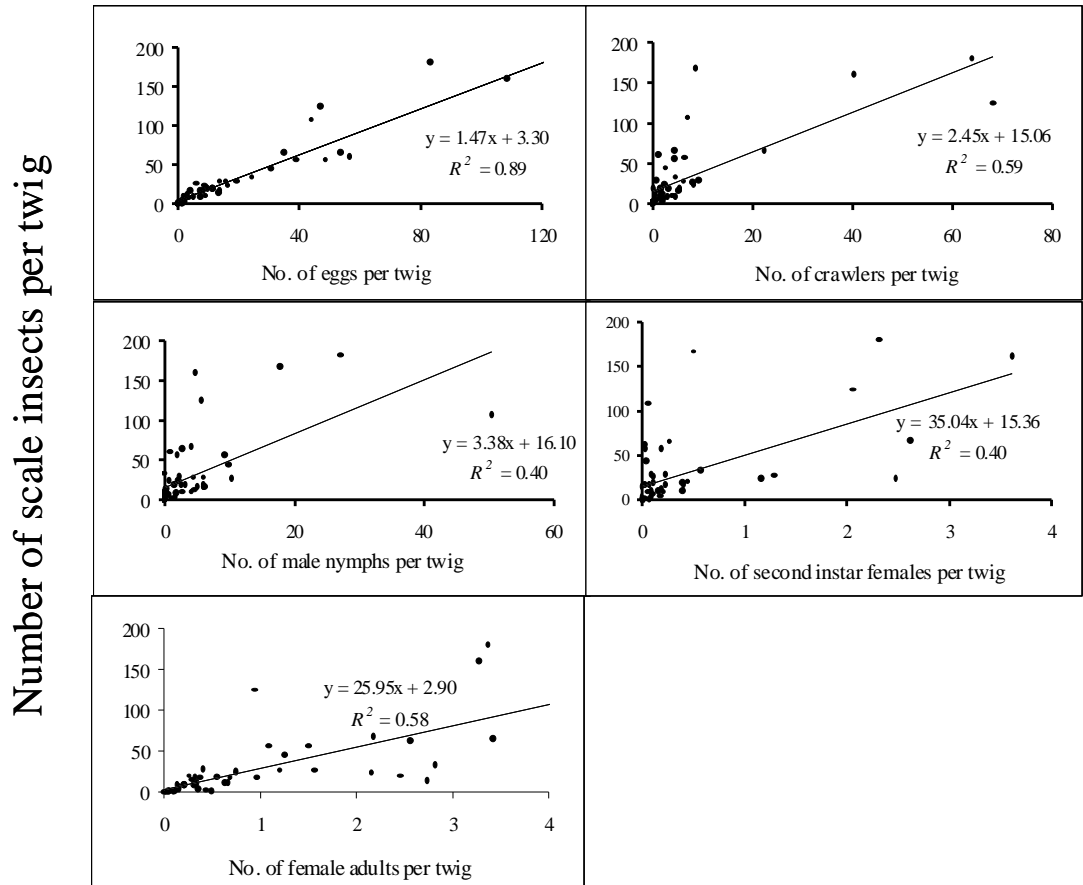 Number of scale insects per twig
200
150
100
50
0
y = 1.47x + 3.30
R² = 0.89
0 40 80 120
No. of eggs per twig
200
150
100
50
0
y = 2.45x + 15.06
R² = 0.59
0 20 40 60 80
No. of crawlers per twig
200
150
100
50
0
y = 3.38x + 16.10
R² = 0.40
0 20 40 60
No. of male nymphs per twig
200
150
100
50
0
y = 35.04x + 15.36
R² = 0.40
0 1 2 3 4
No. of second instar females per twig
200
150
100
50
0
y = 25.95x + 2.90
R² = 0.58
0 1 2 3 4
No. of female adults per twig